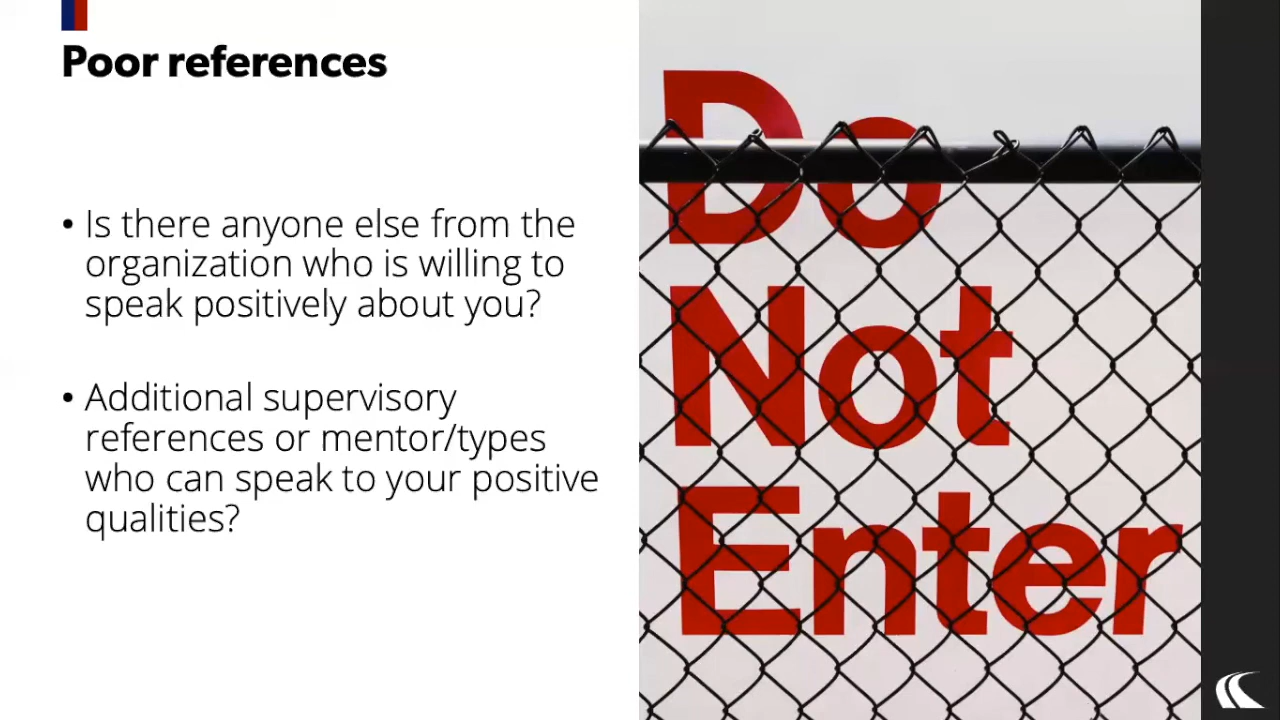 Poor references
• Is there anyone else from the
organization who is willing to
speak positively about you?
• Additional supervisory
references or mentor/types
who can speak to your positive
qualities?
Do
Not
Enter